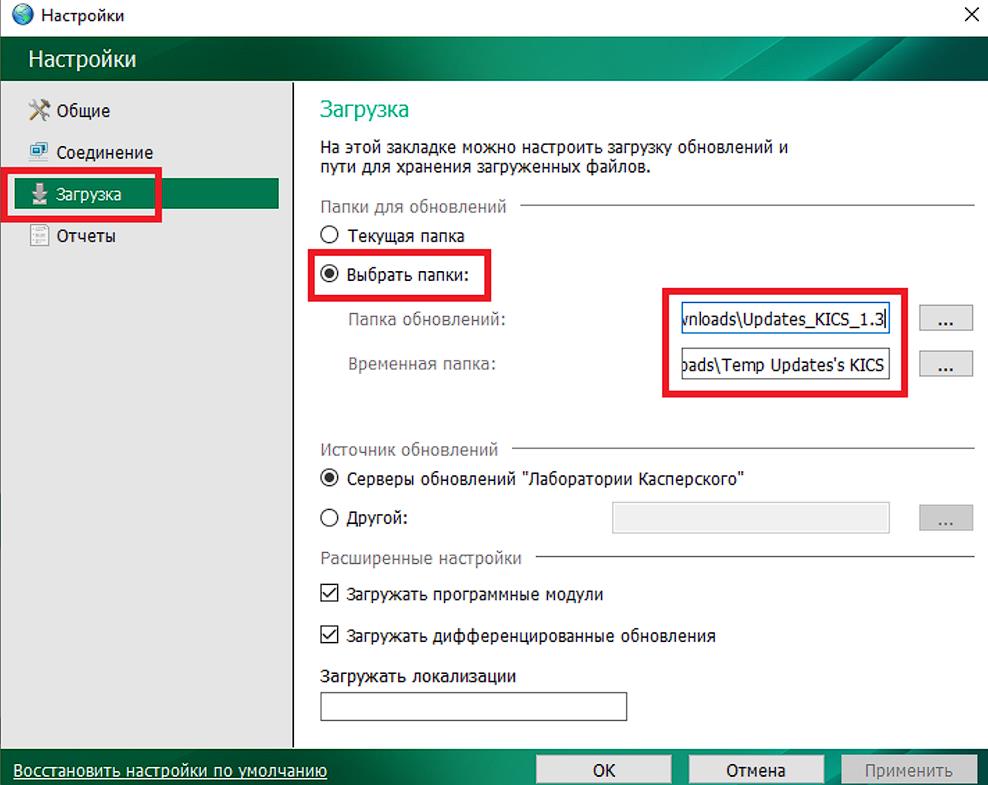 Настройки
Настройки
Общие
Соединение
Загрузка
Отчеты
Загрузка
На этой закладке можно настроить загрузку обновлений и
пути для хранения загруженных файлов.
Папки для обновлений
Текущая папка
Выбрать папки:
Папка обновлений: wnloads\Updates_KICS_1.3 ...
Временная папка: oads\Temp Updates's KICS ...
Источник обновлений
Серверы обновлений "Лаборатории Касперского"
Другой: ...
Расширенные настройки
Загружать программные модули
Загружать дифференцированные обновления
Загружать локализации
Восстановить настройки по умолчанию ОК Отмена Применить